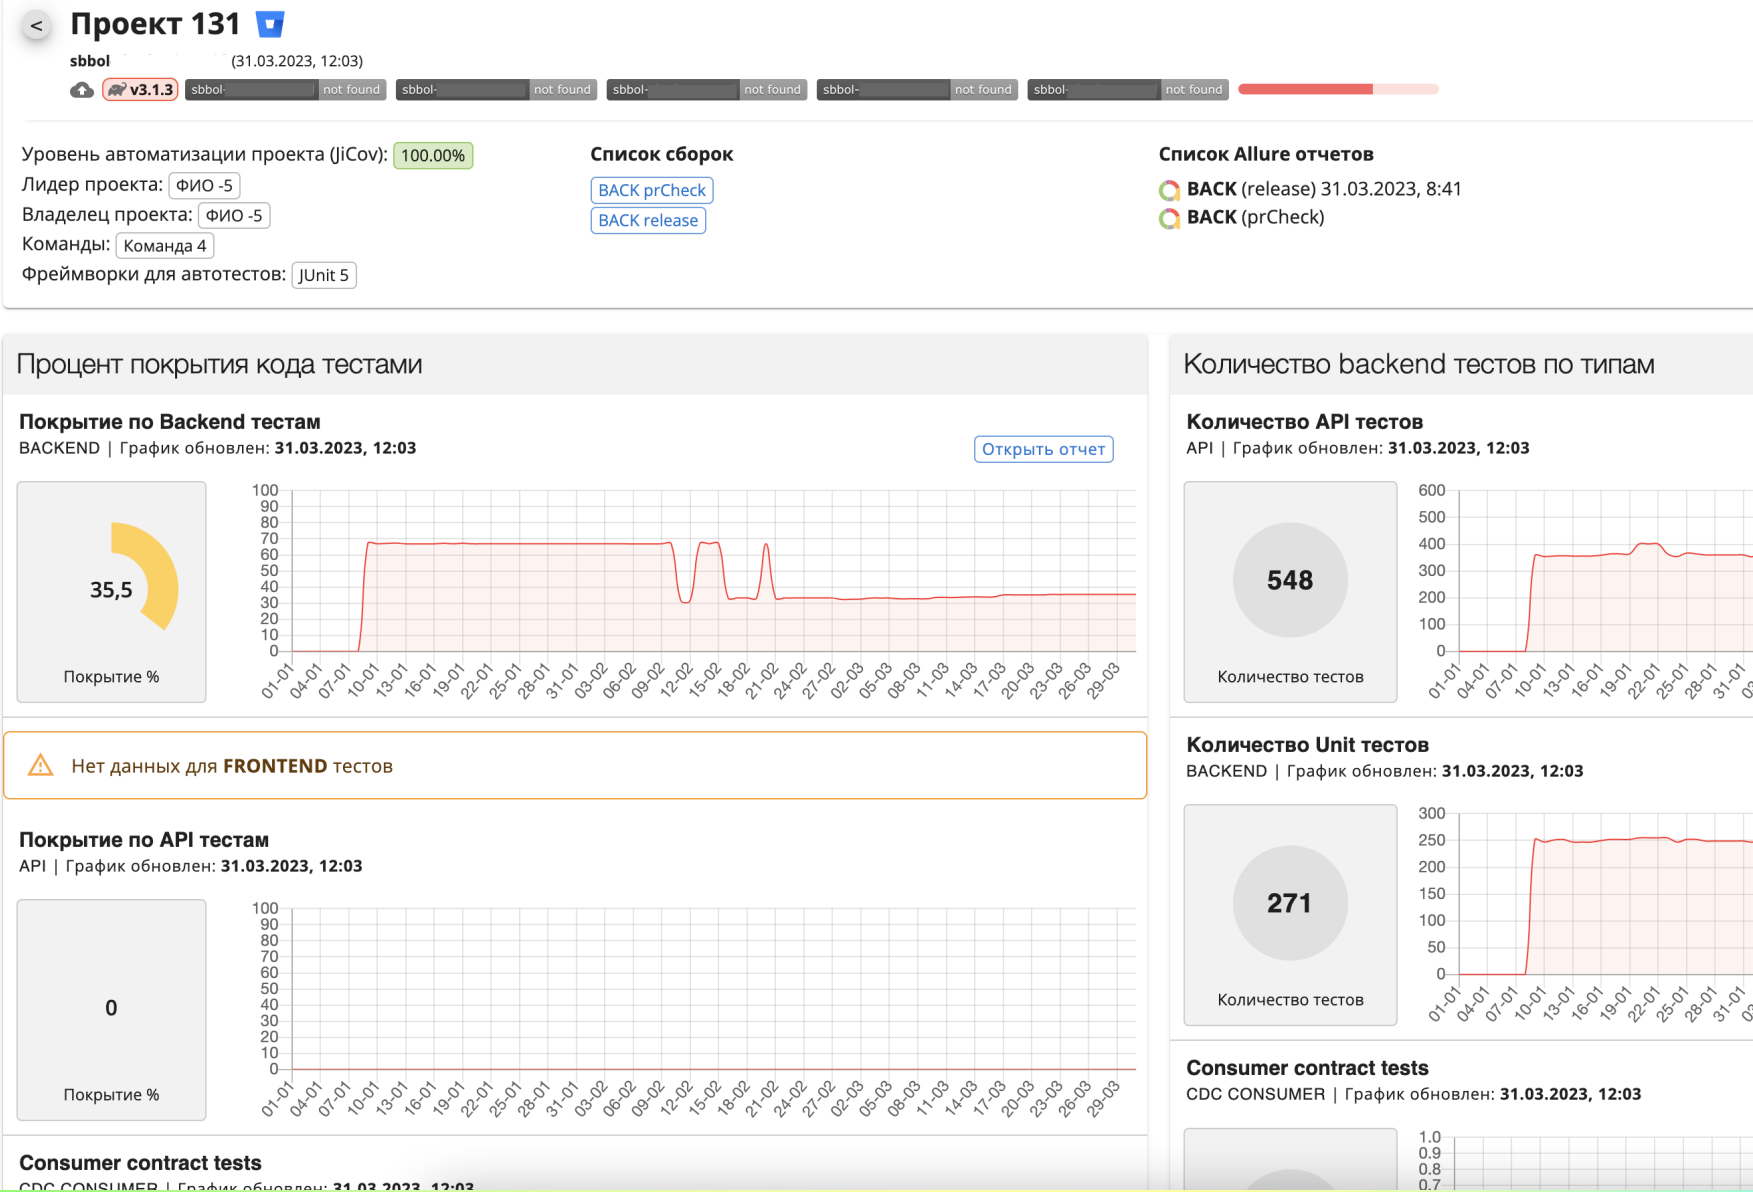 <
Проект 131
sbbol (31.03.2023, 12:03)
v3.1.3 sbbol- not found sbbol- not found sbbol- not found sbbol- not found sbbol- not found
Уровень автоматизации проекта (JiCov): 100.00%
Лидер проекта: ФИО -5
Владелец проекта: ФИО -5
Команды: Команда 4
Фреймворки для автотестов: JUnit 5
Список сборок
BACK prCheck
BACK release
Список Allure отчетов
BACK (release) 31.03.2023, 8:41
BACK (prCheck)
Процент покрытия кода тестами
Покрытие по Backend тестам
BACKEND | График обновлен: 31.03.2023, 12:03
Открыть отчет
35,5
Покрытие %
100
90
80
70
60
50
40
30
20
10
0
01-01 04-01 07-01 10-01 13-01 16-01 19-01 22-01 25-01 28-01 31-01 03-02 06-02 09-02 12-02 15-02 18-02 21-02 24-02 27-02 02-03 05-03 08-03 11-03 14-03 17-03 20-03 23-03 26-03 29-03
Нет данных для FRONTEND тестов
Покрытие по API тестам
API | График обновлен: 31.03.2023, 12:03
0
Покрытие %
100
90
80
70
60
50
40
30
20
10
0
01-01 04-01 07-01 10-01 13-01 16-01 19-01 22-01 25-01 28-01 31-01 03-02 06-02 09-02 12-02 15-02 18-02 21-02 24-02 27-02 02-03 05-03 08-03 11-03 14-03 17-03 20-03 23-03 26-03 29-03
Consumer contract tests
CDC CONSUMER | График обновлен: 31.03.2023, 12:03
Количество backend тестов по типам
Количество API тестов
API | График обновлен: 31.03.2023, 12:03
548
Количество тестов
600
500
400
300
200
100
0
01-01 04-01 07-01 10-01 13-01 16-01 19-01 22-01 25-01 28-01 31-01
Количество Unit тестов
BACKEND | График обновлен: 31.03.2023, 12:03
271
Количество тестов
300
250
200
150
100
50
0
01-01 04-01 07-01 10-01 13-01 16-01 19-01 22-01 25-01 28-01 31-01
Consumer contract tests
CDC CONSUMER | График обновлен: 31.03.2023, 12:03
1.0
0.9
0.8
0.7